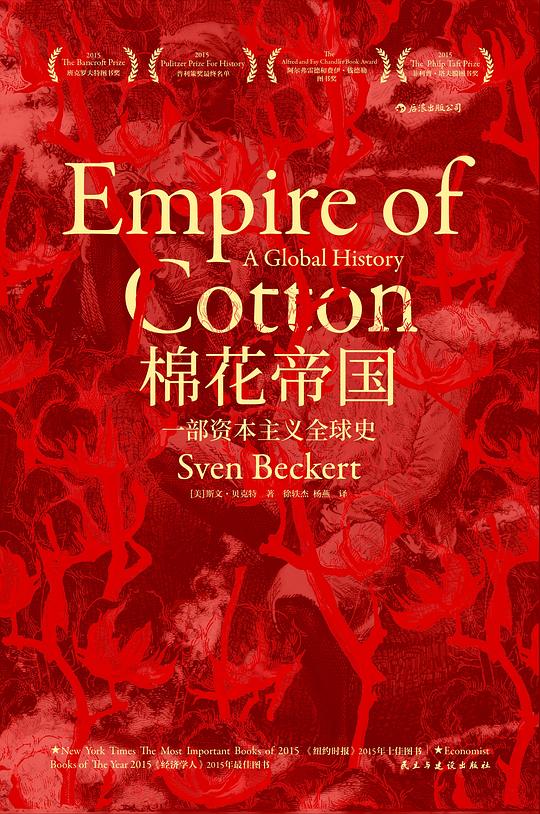 2015
The Bancroft Prize
班克罗夫特图书奖
2015
Pulitzer Prize For History
普利策奖最终名单
The
Alfred and Fay Chandler Book Award
阿尔弗雷德和费伊·钱德勒
图书奖
2015
The Philip Taft Prize
菲利普·塔夫脱图书奖
后浪出版公司
Empire of
A Global History
Cotton
棉花帝国
一部资本主义全球史
Sven Beckert
[美]斯文·贝克特 著 徐轶杰 杨燕 译
★New York Times The Most Important Books of 2015 《纽约时报》2015年十佳图书 | ★Economist
Books of The Year 2015《经济学人》2015年最佳图书
民主与建设出版社